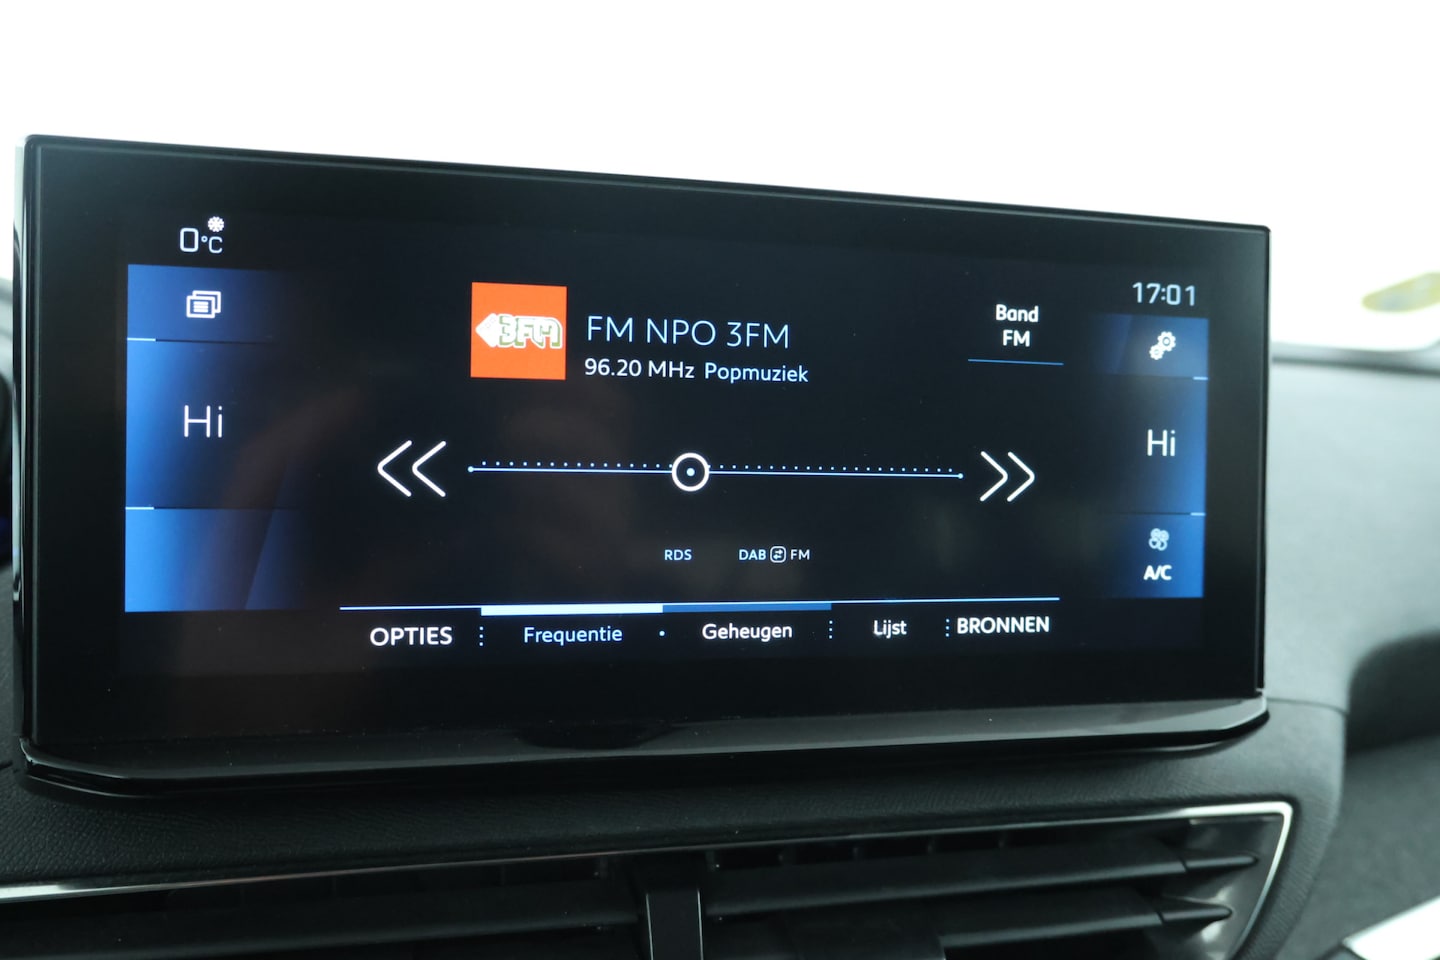 0°C
17:01
3FM
FM NPO 3FM
96.20 MHz Popmuziek
Band
FM
Hi
Hi
RDS
DAB FM
A/C
OPTIES
Frequentie
Geheugen
Lijst
BRONNEN